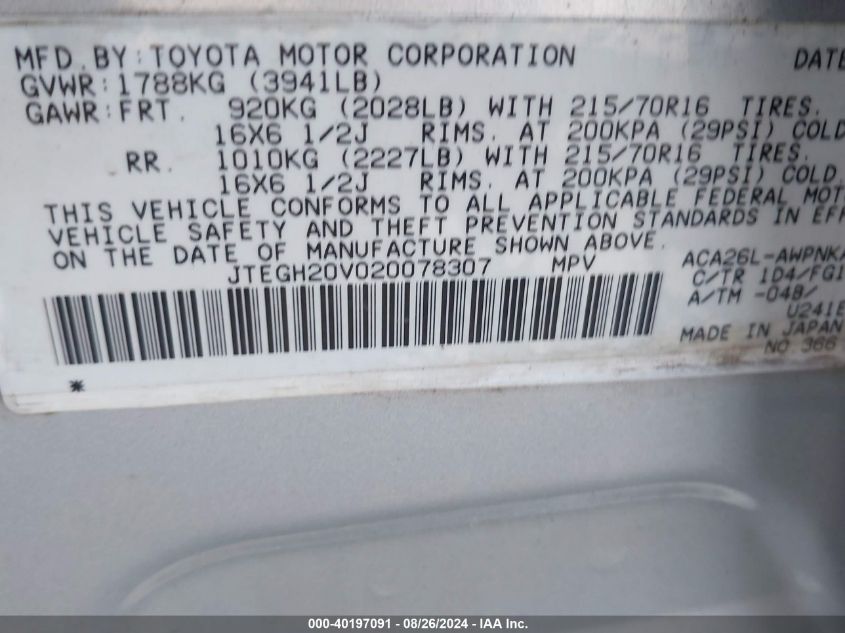 MFD. BY: TOYOTA MOTOR CORPORATION DATE
GVWR: 1788KG (3941LB)
GAWR: FRT. 920KG (2028LB) WITH 215/70R16 TIRES.
16X6 1/2J RIMS. AT 200KPA (29PSI) COLD
RR. 1010KG (2227LB) WITH 215/70R16 TIRES.
16X6 1/2J RIMS. AT 200KPA (29PSI) COLD.
THIS VEHICLE CONFORMS TO ALL APPLICABLE FEDERAL MOT
VEHICLE SAFETY AND THEFT PREVENTION STANDARDS IN EFF
ON THE DATE OF MANUFACTURE SHOWN ABOVE.
JTEGH20V020078307 MPV
ACA26L-AWPNKA
C/TR 1D4/FG1
A/TM -04B/
U241E
MADE IN JAPAN
NO 366
*
000-40197091 - 08/26/2024 - IAA Inc.